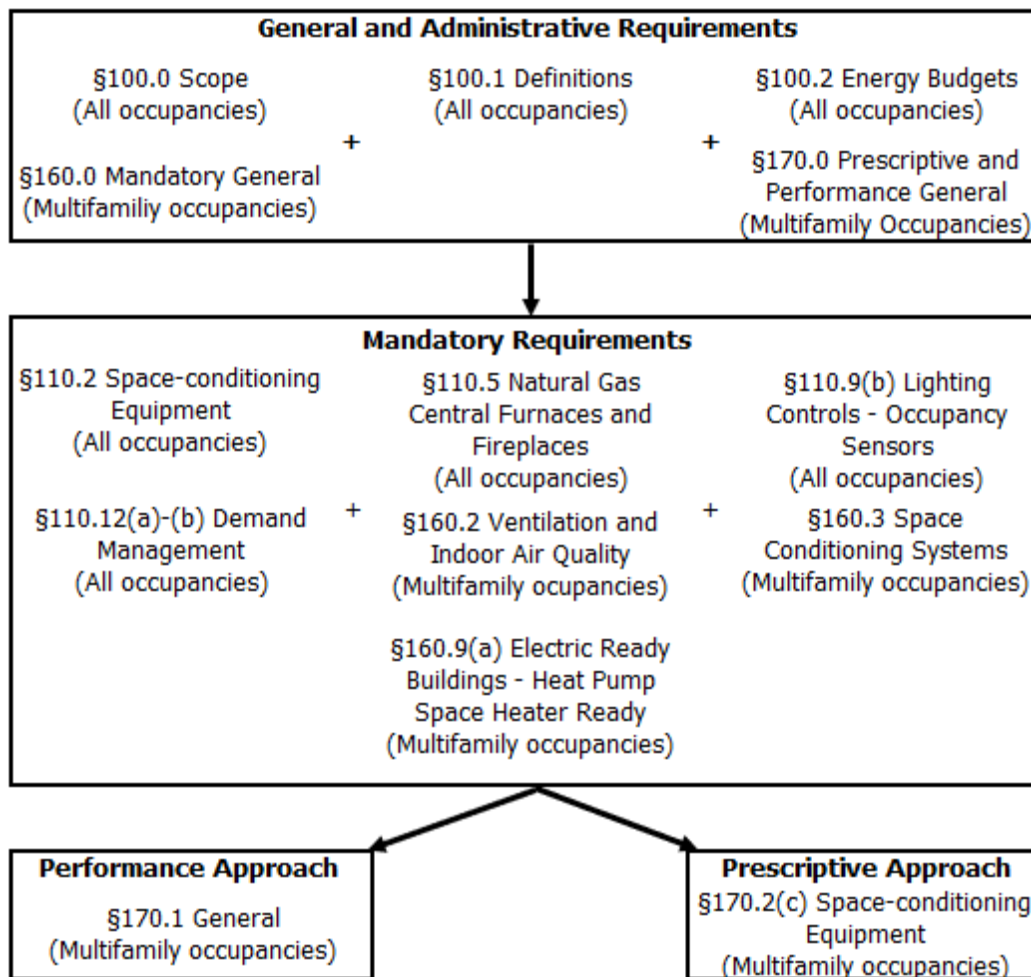 General and Administrative Requirements
§100.0 Scope
(All occupancies)
§160.0 Mandatory General
(Multifamiliy occupancies)
+
§100.1 Definitions
(All occupancies)
+
§100.2 Energy Budgets
(All occupancies)
§170.0 Prescriptive and
Performance General
(Multifamily Occupancies)
Mandatory Requirements
§110.2 Space-conditioning
Equipment
(All occupancies)
§110.12(a)-(b) Demand
Management
(All occupancies)
+
§110.5 Natural Gas
Central Furnaces and
Fireplaces
(All occupancies)
§160.2 Ventilation and
Indoor Air Quality
(Multifamily ocupancies)
§160.9(a) Electric Ready
Buildings - Heat Pump
Space Heater Ready
(Multifamily occupancies)
+
§110.9(b) Lighting
Controls - Occupancy
Sensors
(All occupancies)
§160.3 Space
Conditioning Systems
(Multifamily occupancies)
Performance Approach
§170.1 General
(Multifamily occupancies)
Prescriptive Approach
§170.2(c) Space-conditioning
Equipment
(Multifamily occupancies)